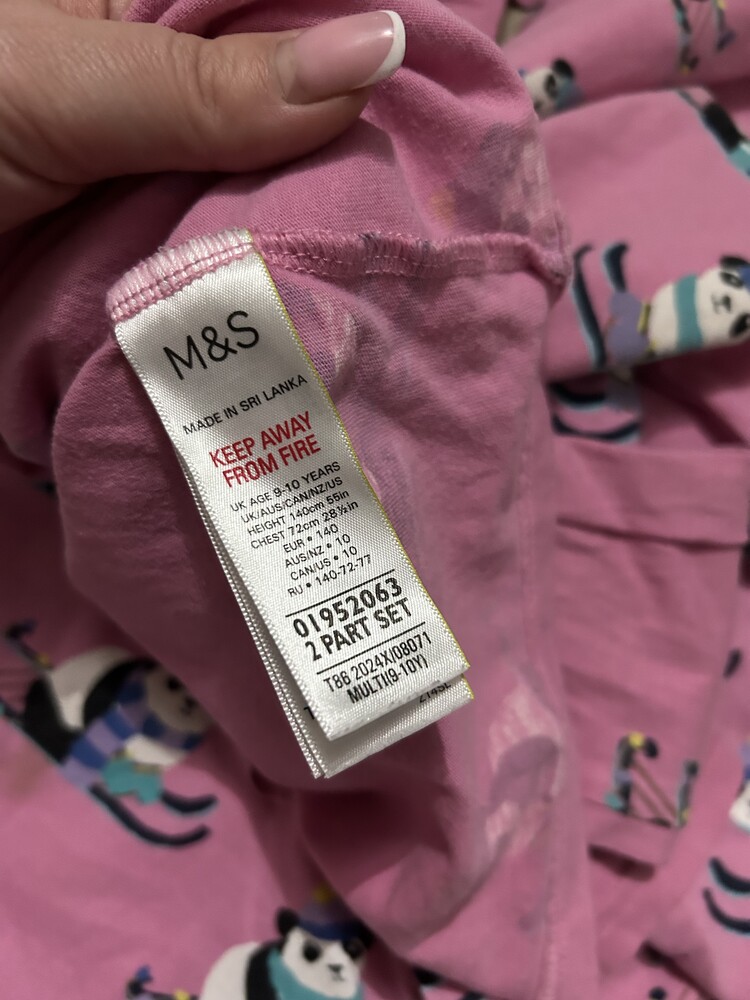 M&S
MADE IN SRI LANKA
KEEP AWAY
FROM FIRE
UK AGE 9-10 YEARS
UK/AUS/CAN/NZ/US
HEIGHT 140cm 55in
CHEST 72cm 28½in
EUR • 140
AUS/NZ • 10
CAN/US • 10
RU • 140-72-77
01952063
2 PART SET
T86 2024X(08071
MULTI(9-10Y)